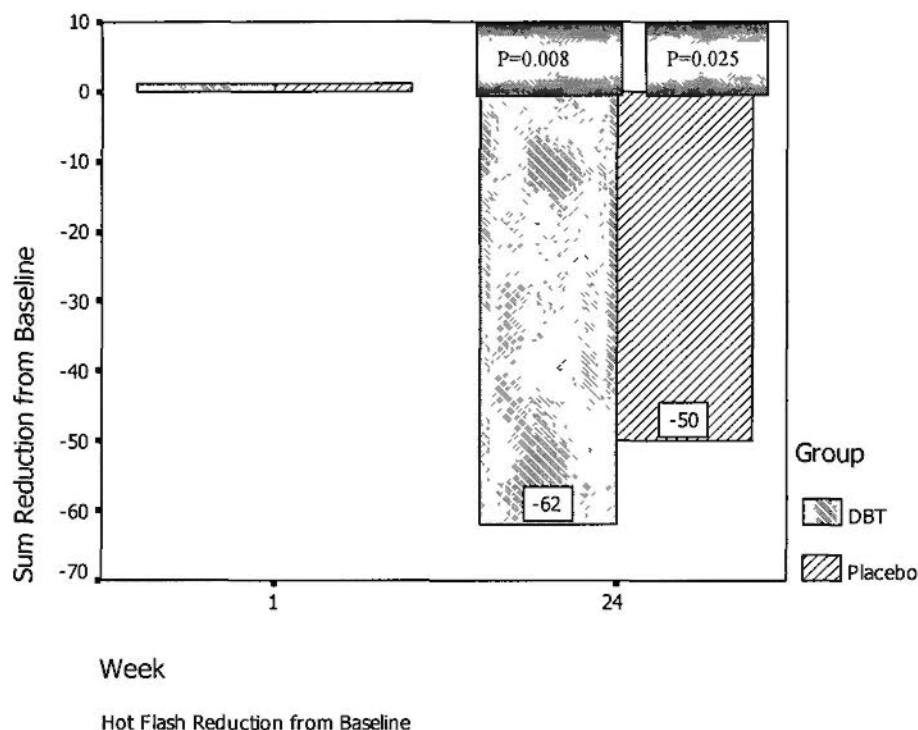 10
0
-10
-20
-30
-40
-50
-60
-70
Sum Reduction from Baseline
P=0.008
P=0.025
-62
-50
Group
DBT
Placebo
1
24
Week
Hot Flash Reduction from Baseline